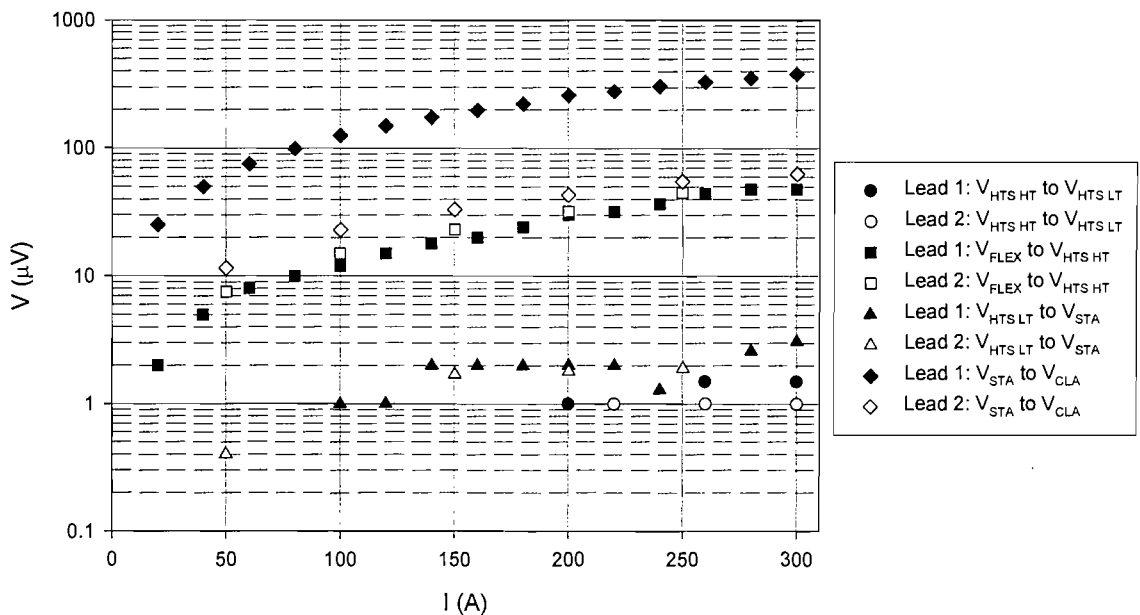 1000
100
10
1
0.1
V (μV)
0
50
100
150
200
250
300
I (A)
Lead 1: V_HTS HT to V_HTS LT
Lead 2: V_HTS HT to V_HTS LT
Lead 1: V_FLEX to V_HTS HT
Lead 2: V_FLEX to V_HTS HT
Lead 1: V_HTS LT to V_STA
Lead 2: V_HTS LT to V_STA
Lead 1: V_STA to V_CLA
Lead 2: V_STA to V_CLA